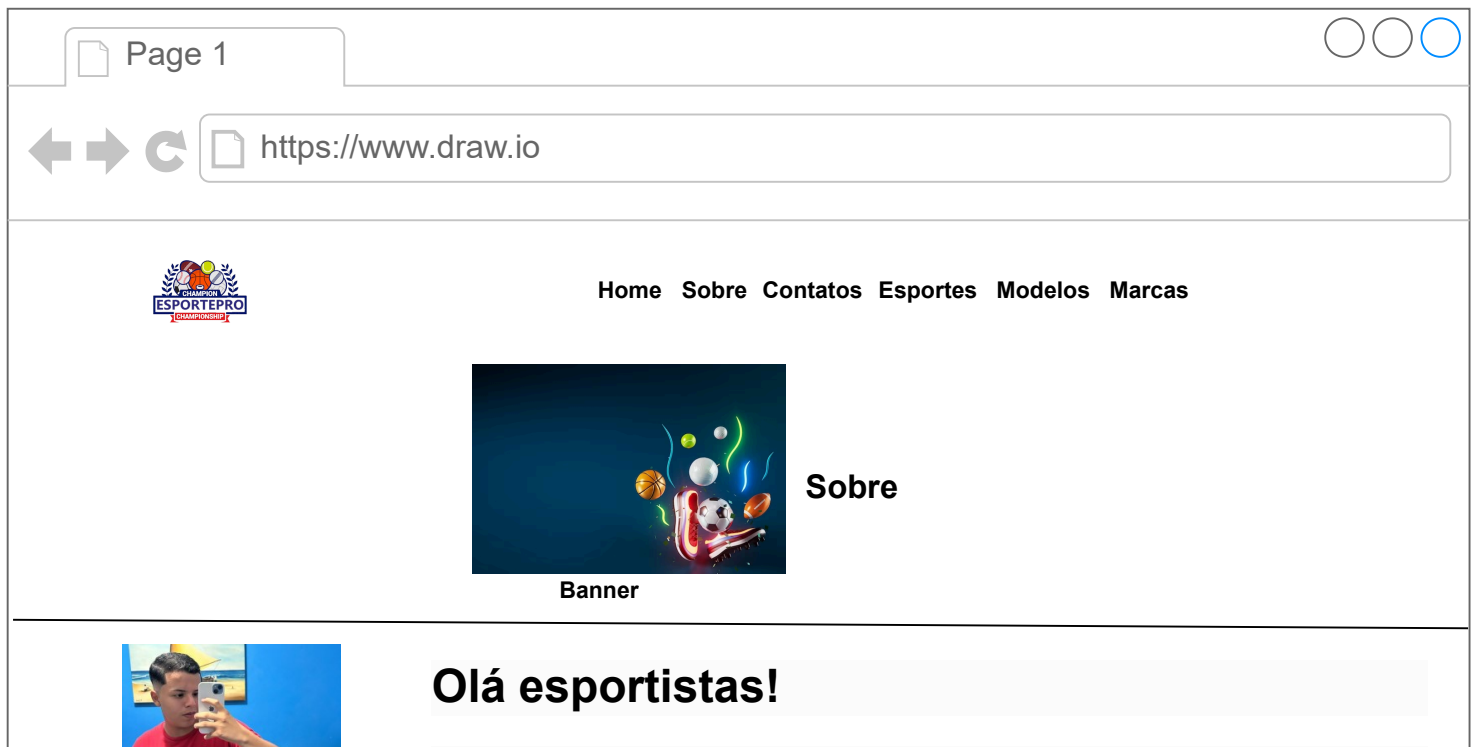 Page 1
https://www.draw.io
CHAMPION
ESPORTEPRO
CHAMPIONSHIP
Home Sobre Contatos Esportes Modelos Marcas
Sobre
Banner
Olá esportistas!